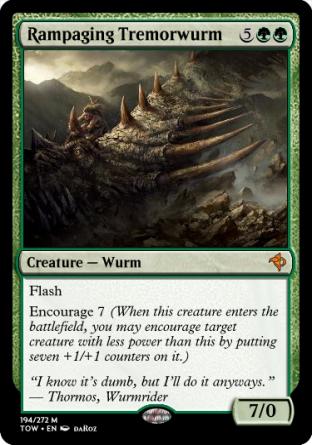 Rampaging Tremorwurm 5
Creature — Wurm
Flash
Encourage 7 (When this creature enters the
battlefield, you may encourage target
creature with less power than this by putting
seven +1/+1 counters on it.)
“I know it's dumb, but I'll do it anyways.”
— Thormos, Wurmrider
7/0
194/272 M
TOW • EN DAROZ